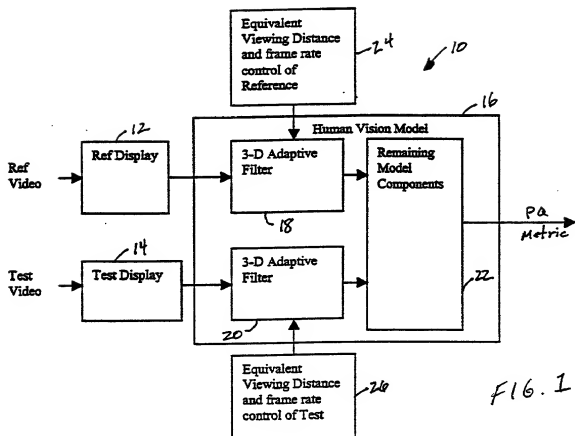 Equivalent
Viewing Distance
and frame rate
control of
Reference
24
10
16
12
Human Vision Model
Ref
Video
Ref Display
3-D Adaptive
Filter
18
Remaining
Model
Components
PQ
Metric
14
Test
Video
Test Display
3-D Adaptive
Filter
20
22
Equivalent
Viewing Distance
and frame rate
control of Test
26
FIG. 1